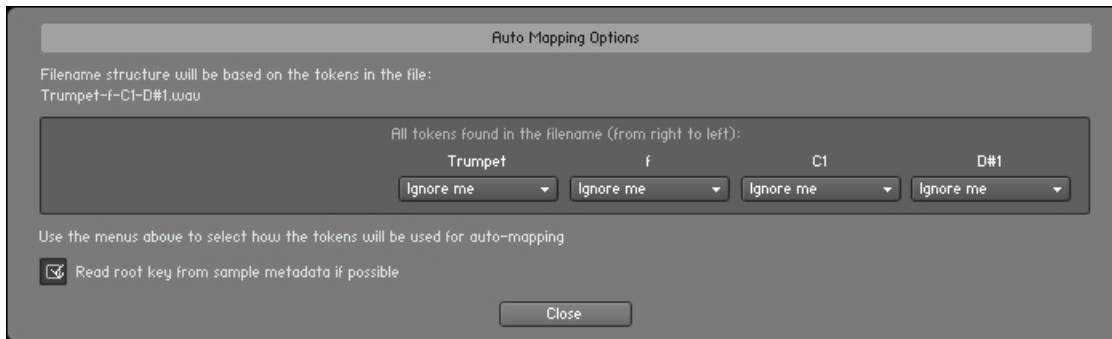 Auto Mapping Options
Filename structure will be based on the tokens in the file:
Trumpet-f-C1-D#1.wav
All tokens found in the filename (from right to left):
Trumpet f C1 D#1
Ignore me Ignore me Ignore me Ignore me
Use the menus above to select how the tokens will be used for auto-mapping
Read root key from sample metadata if possible
Close